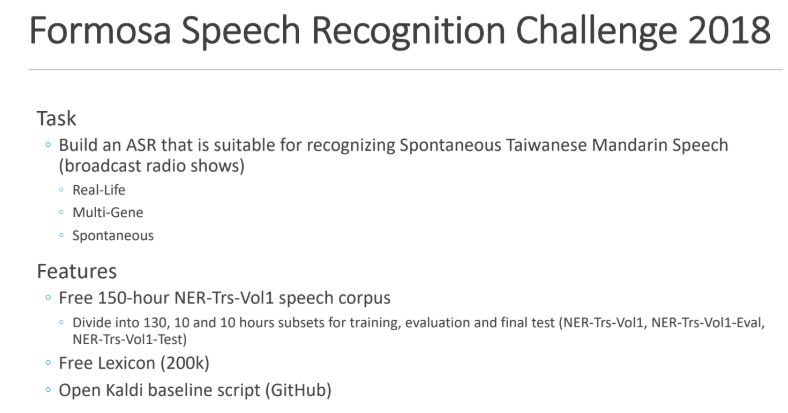 Formosa Speech Recognition Challenge 2018
Task
◦ Build an ASR that is suitable for recognizing Spontaneous Taiwanese Mandarin Speech
(broadcast radio shows)
◦ Real-Life
◦ Multi-Gene
◦ Spontaneous
Features
◦ Free 150-hour NER-Trs-Vol1 speech corpus
◦ Divide into 130, 10 and 10 hours subsets for training, evaluation and final test (NER-Trs-Vol1, NER-Trs-Vol1-Eval,
NER-Trs-Vol1-Test)
◦ Free Lexicon (200k)
◦ Open Kaldi baseline script (GitHub)